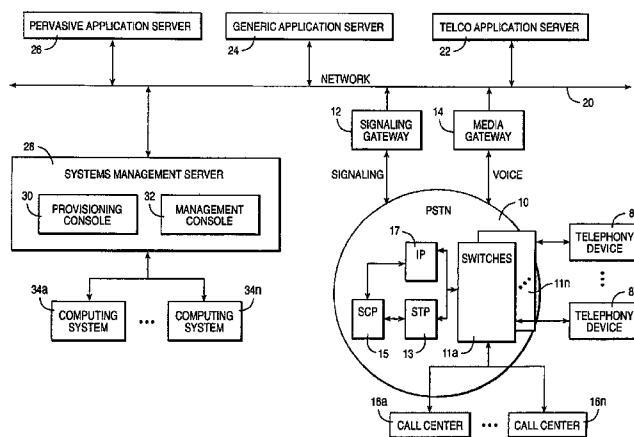 PERVASIVE APPLICATION SERVER
26
GENERIC APPLICATION SERVER
24
TELCO APPLICATION SERVER
22
NETWORK
20
12
SIGNALING
GATEWAY
14
MEDIA
GATEWAY
28
SYSTEMS MANAGEMENT SERVER
30
PROVISIONING
CONSOLE
32
MANAGEMENT
CONSOLE
SIGNALING
VOICE
PSTN
10
17
IP
SWITCHES
11n
SCP
15
STP
13
11a
8
TELEPHONY
DEVICE
8
TELEPHONY
DEVICE
34a
COMPUTING
SYSTEM
34n
COMPUTING
SYSTEM
16a
CALL CENTER
16n
CALL CENTER